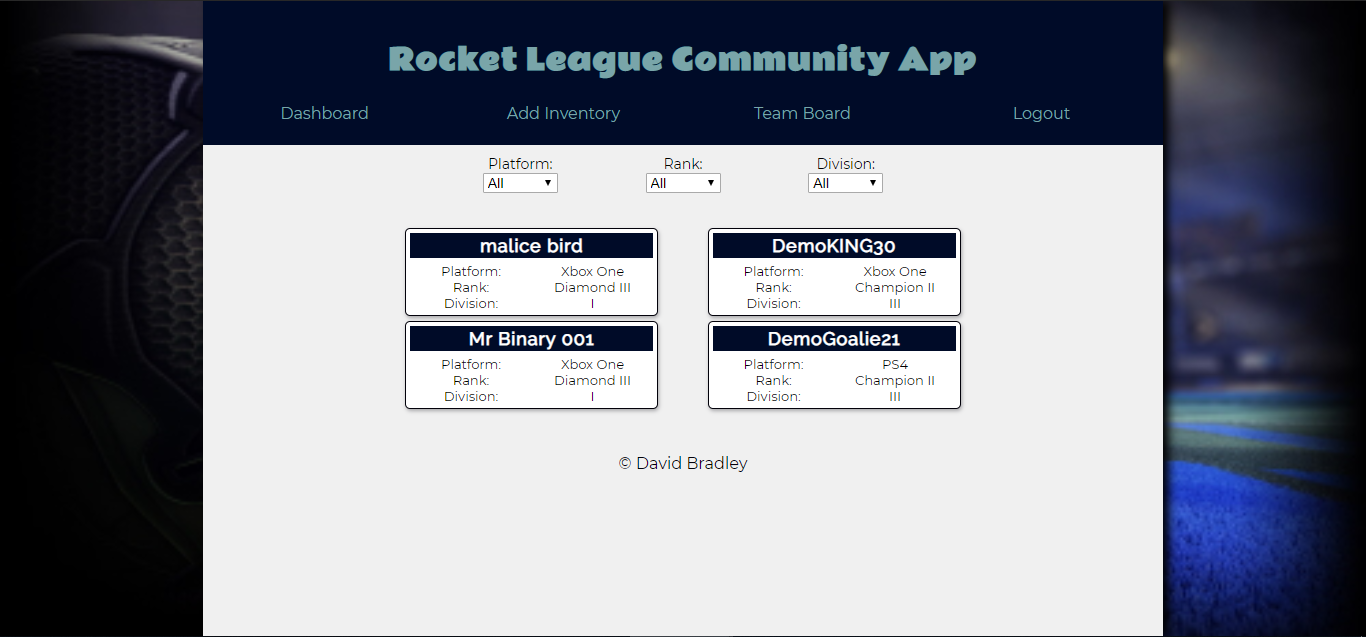 Rocket League Community App
Dashboard Add Inventory Team Board Logout
Platform: Rank: Division:
All All All
malice bird
Platform: Xbox One
Rank: Diamond III
Division: I
DemoKING30
Platform: Xbox One
Rank: Champion II
Division: III
Mr Binary 001
Platform: Xbox One
Rank: Diamond III
Division: I
DemoGoalie21
Platform: PS4
Rank: Champion II
Division: III
© David Bradley